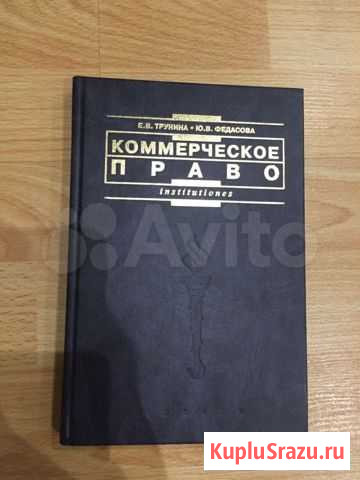 Е.В. ТРУНИНА • Ю.В. ФЕДАСОВА
КОММЕРЧЕСКОЕ
ПРАВО
institutiones
Avito
KupluSrazu.ru